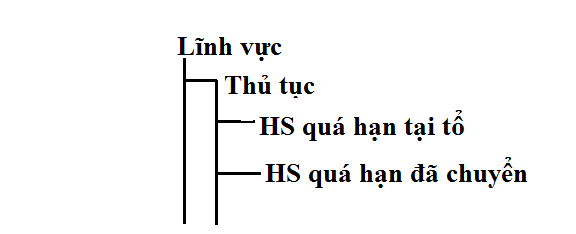 Lĩnh vực
Thủ tục
HS quá hạn tại tổ
HS quá hạn đã chuyển